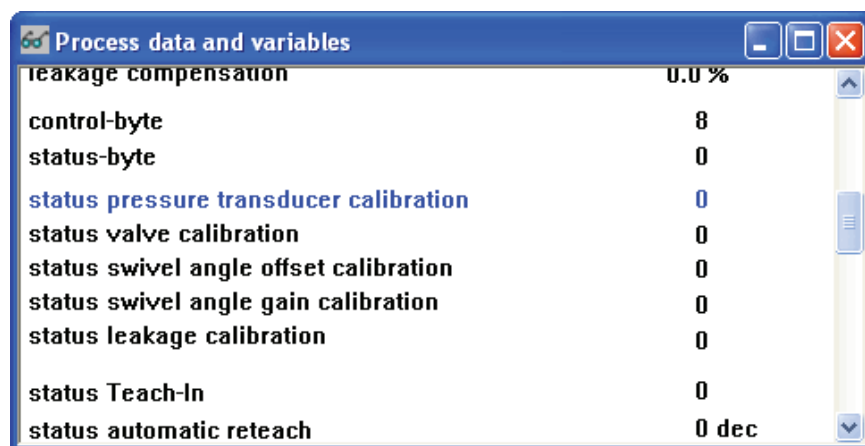 Process data and variables
leakage compensation 0.0 %
control-byte 8
status-byte 0
status pressure transducer calibration 0
status valve calibration 0
status swivel angle offset calibration 0
status swivel angle gain calibration 0
status leakage calibration 0
status Teach-In 0
status automatic reteach 0 dec